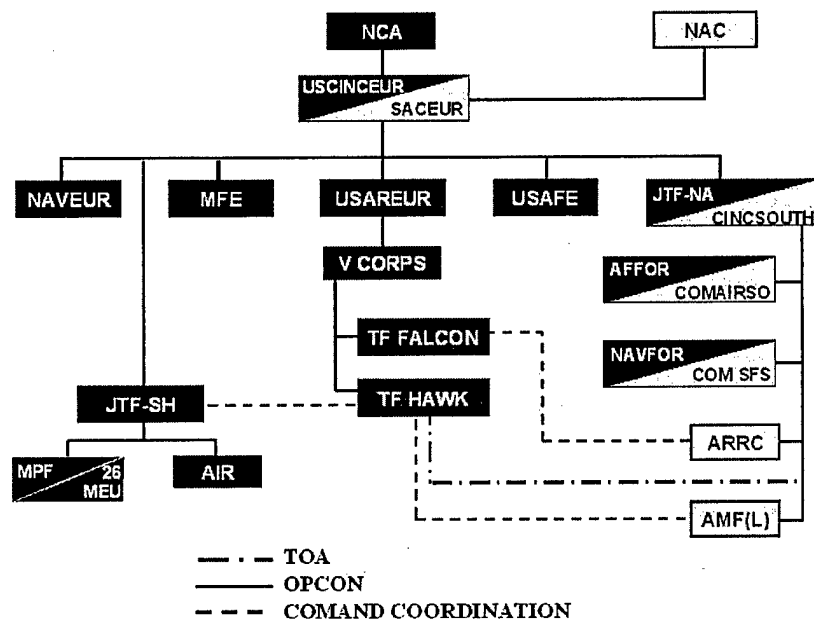 NCA
NAC
USCINCEUR
SACEUR
NAVEUR
MFE
USAREUR
USAFE
JTF-NA
CINCSOUTH
V CORPS
AFFOR
COMAIRSO
TF FALCON
NAVFOR
COM SFS
JTF-SH
TF HAWK
ARRC
MPF
26
MEU
AIR
AMF(L)
TOA
OPCON
COMAND COORDINATION